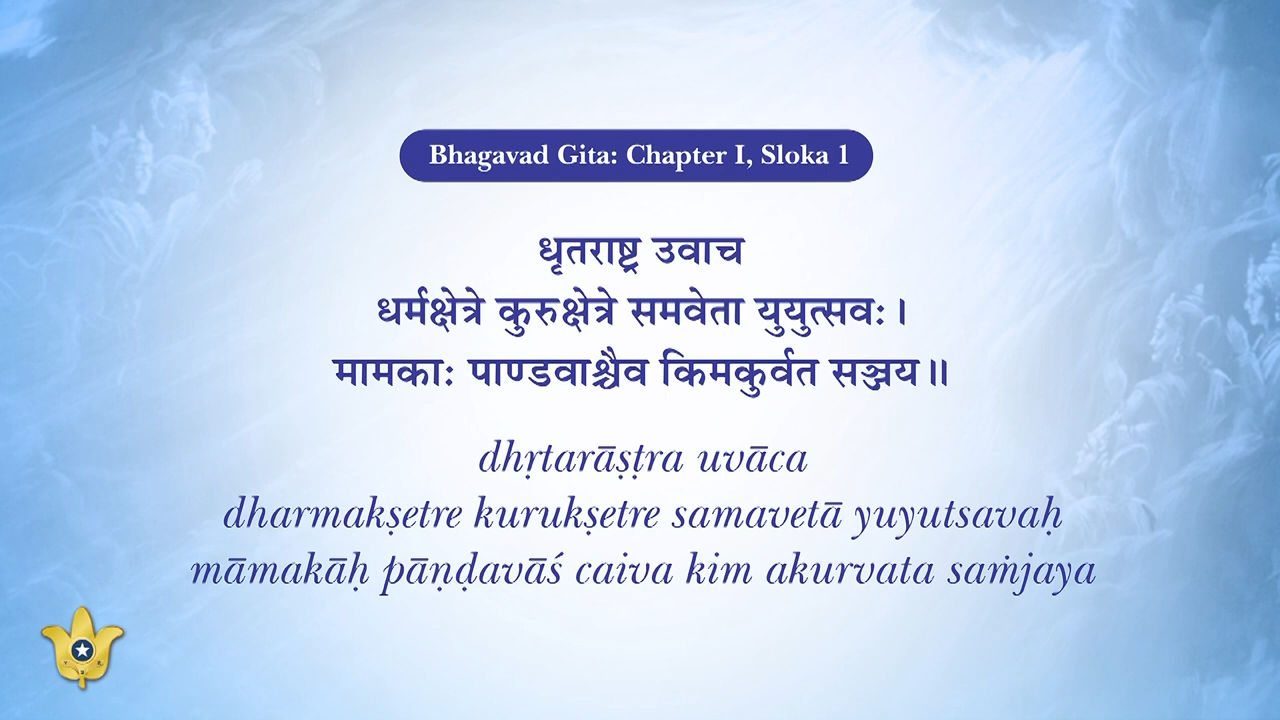 Bhagavad Gita: Chapter I, Sloka 1
धृतराष्ट्र उवाच
धर्मक्षेत्रे कुरुक्षेत्रे समवेता युयुत्सवः।
मामकाः पाण्डवाश्चैव किमकुर्वत सञ्जय॥
dhṛtarāṣṭra uvāca
dharmakṣetre kurukṣetre samavetā yuyutsavaḥ
māmakāḥ pāṇḍavāś caiva kim akurvata saṁjaya